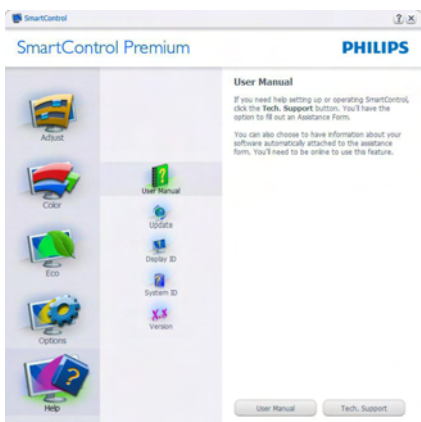 SmartControl
SmartControl Premium
PHILIPS
Adjust
Color
Eco
Options
Help
User Manual
Update
Display ID
System ID
X.X
Version
User Manual
If you need help setting up or operating SmartControl,
click the Tech. Support button. You'll have the
option to fill out an Assistance Form.
You can also choose to have information about your
software automatically attached to the assistance
form. You'll need to be online to use this feature.
User Manual
Tech. Support